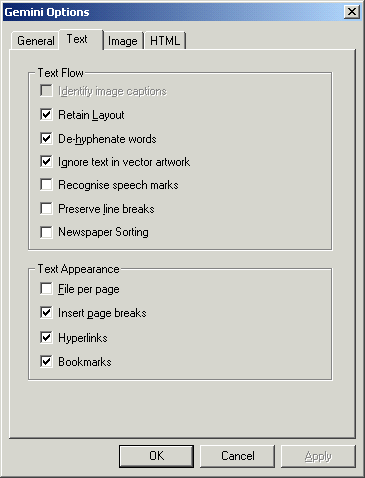 Gemini Options
General Text Image HTML
Text Flow
Identify image captions
Retain Layout
De-hyphenate words
Ignore text in vector artwork
Recognise speech marks
Preserve line breaks
Newspaper Sorting
Text Appearance
File per page
Insert page breaks
Hyperlinks
Bookmarks
OK Cancel Apply